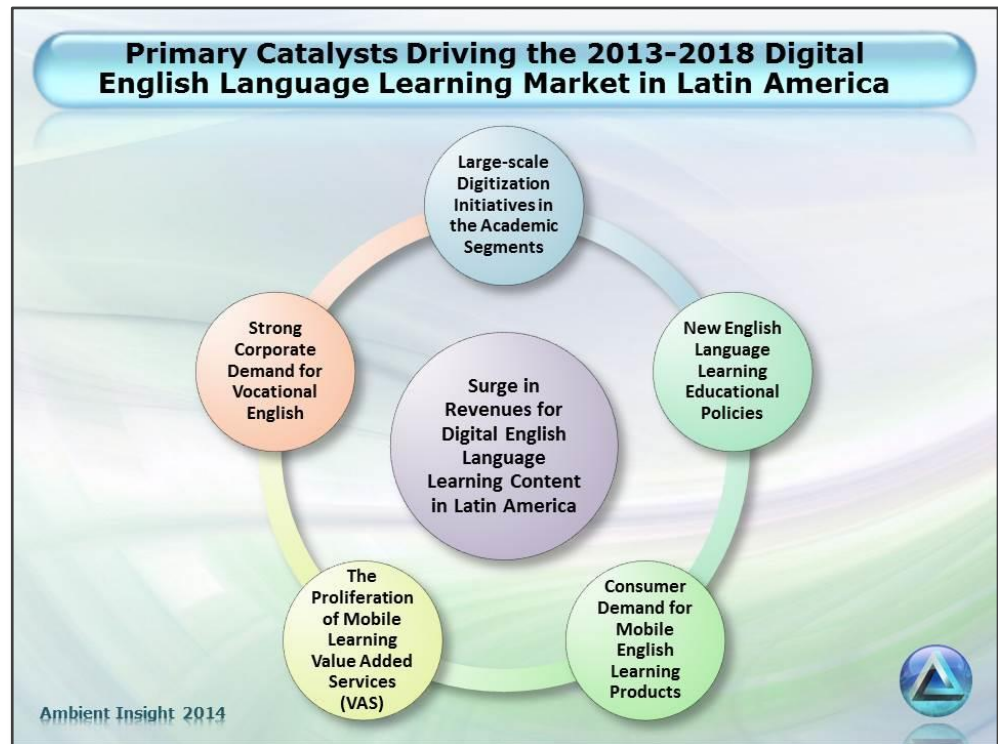 Primary Catalysts Driving the 2013-2018 Digital
English Language Learning Market in Latin America
Large-scale
Digitization
Initiatives in
the Academic
Segments
New English
Language
Learning
Educational
Policies
Consumer
Demand for
Mobile
English
Learning
Products
The
Proliferation
of Mobile
Learning
Value Added
Services
(VAS)
Strong
Corporate
Demand for
Vocational
English
Surge in
Revenues for
Digital English
Language
Learning Content
in Latin America
Ambient Insight 2014